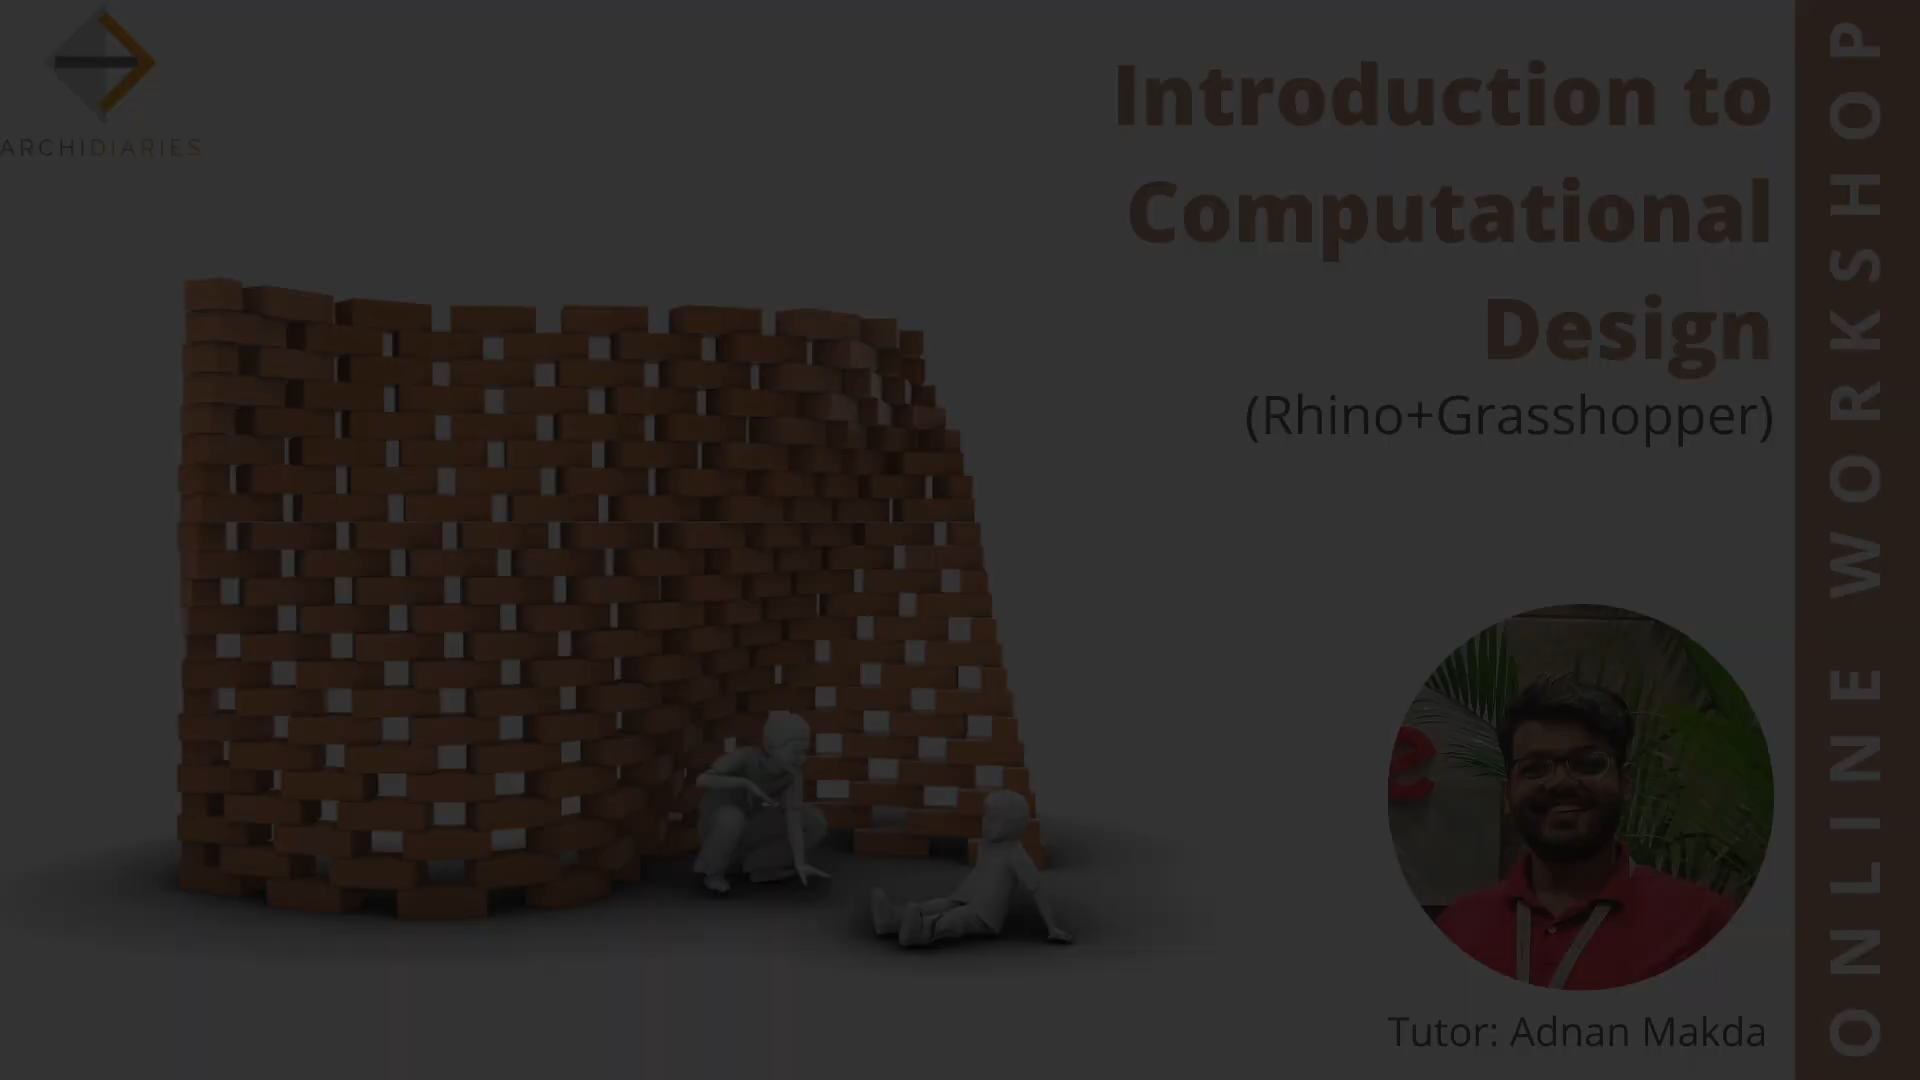 ARCHIDIARIES
Introduction to
Computational
Design
(Rhino+Grasshopper)
e
Tutor: Adnan Makda
ONLINE WORKSHOP